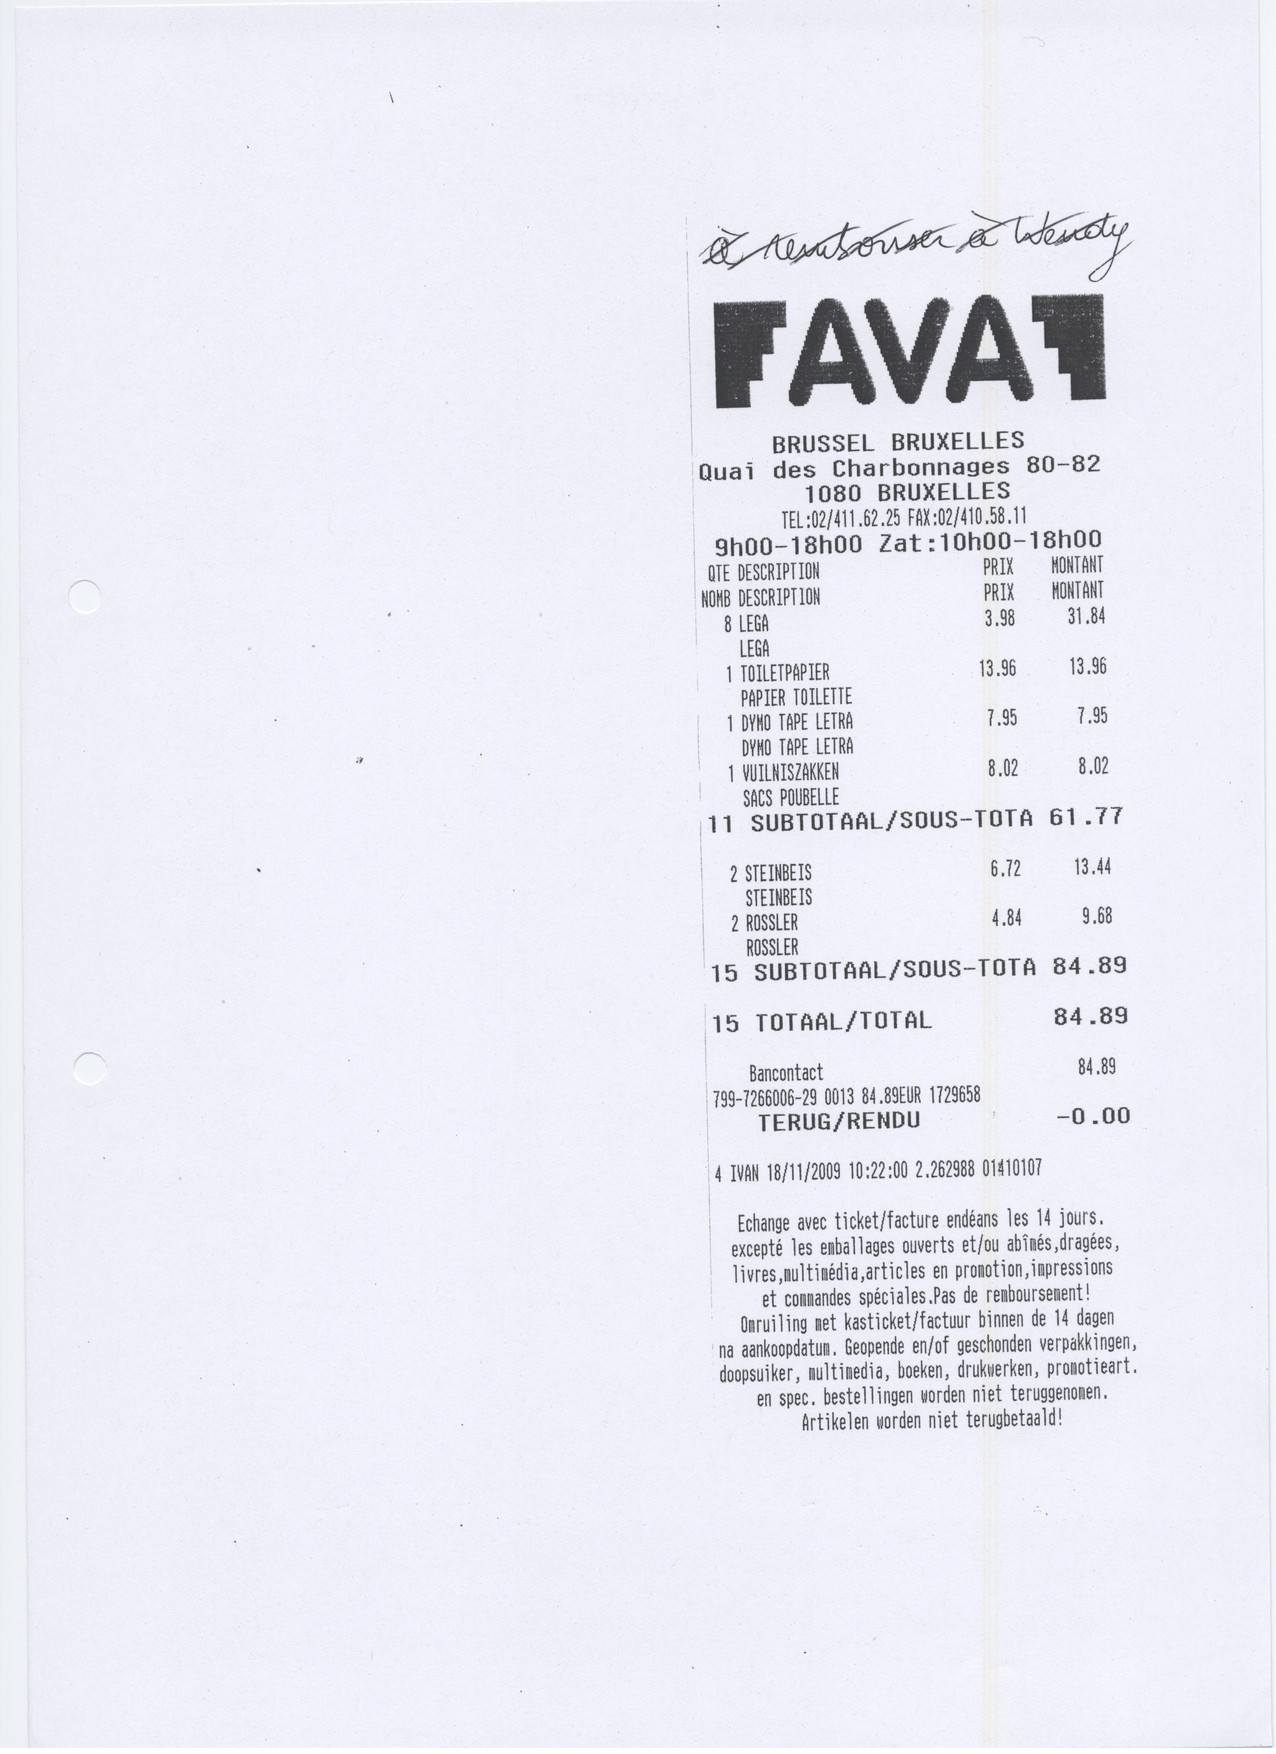 à rembourser à Wendy
AVA
BRUSSEL BRUXELLES
Quai des Charbonnages 80-82
1080 BRUXELLES
TEL:02/411.62.25 FAX:02/410.58.11
9h00-18h00 Zat:10h00-18h00
QTE DESCRIPTION PRIX MONTANT
NOMB DESCRIPTION PRIX MONTANT
8 LEGA 3.98 31.84
LEGA
1 TOILETPAPIER 13.96 13.96
PAPIER TOILETTE
1 DYMO TAPE LETRA 7.95 7.95
DYMO TAPE LETRA
1 VUILNISZAKKEN 8.02 8.02
SACS POUBELLE
11 SUBTOTAAL/SOUS-TOTA 61.77
2 STEINBEIS 6.72 13.44
STEINBEIS
2 ROSSLER 4.84 9.68
ROSSLER
15 SUBTOTAAL/SOUS-TOTA 84.89
15 TOTAAL/TOTAL 84.89
Bancontact 84.89
799-7266006-29 0013 84.89EUR 1729658
TERUG/RENDU -0.00
4 IVAN 18/11/2009 10:22:00 2.262988 01410107
Echange avec ticket/facture endéans les 14 jours.
excepté les emballages ouverts et/ou abîmés,dragées,
livres,multimédia,articles en promotion,impressions
et commandes spéciales.Pas de remboursement!
Omruiling met kasticket/factuur binnen de 14 dagen
na aankoopdatum. Geopende en/of geschonden verpakkingen,
doopsuiker, multimedia, boeken, drukwerken, promotieart.
en spec. bestellingen worden niet teruggenomen.
Artikelen worden niet terugbetaald!